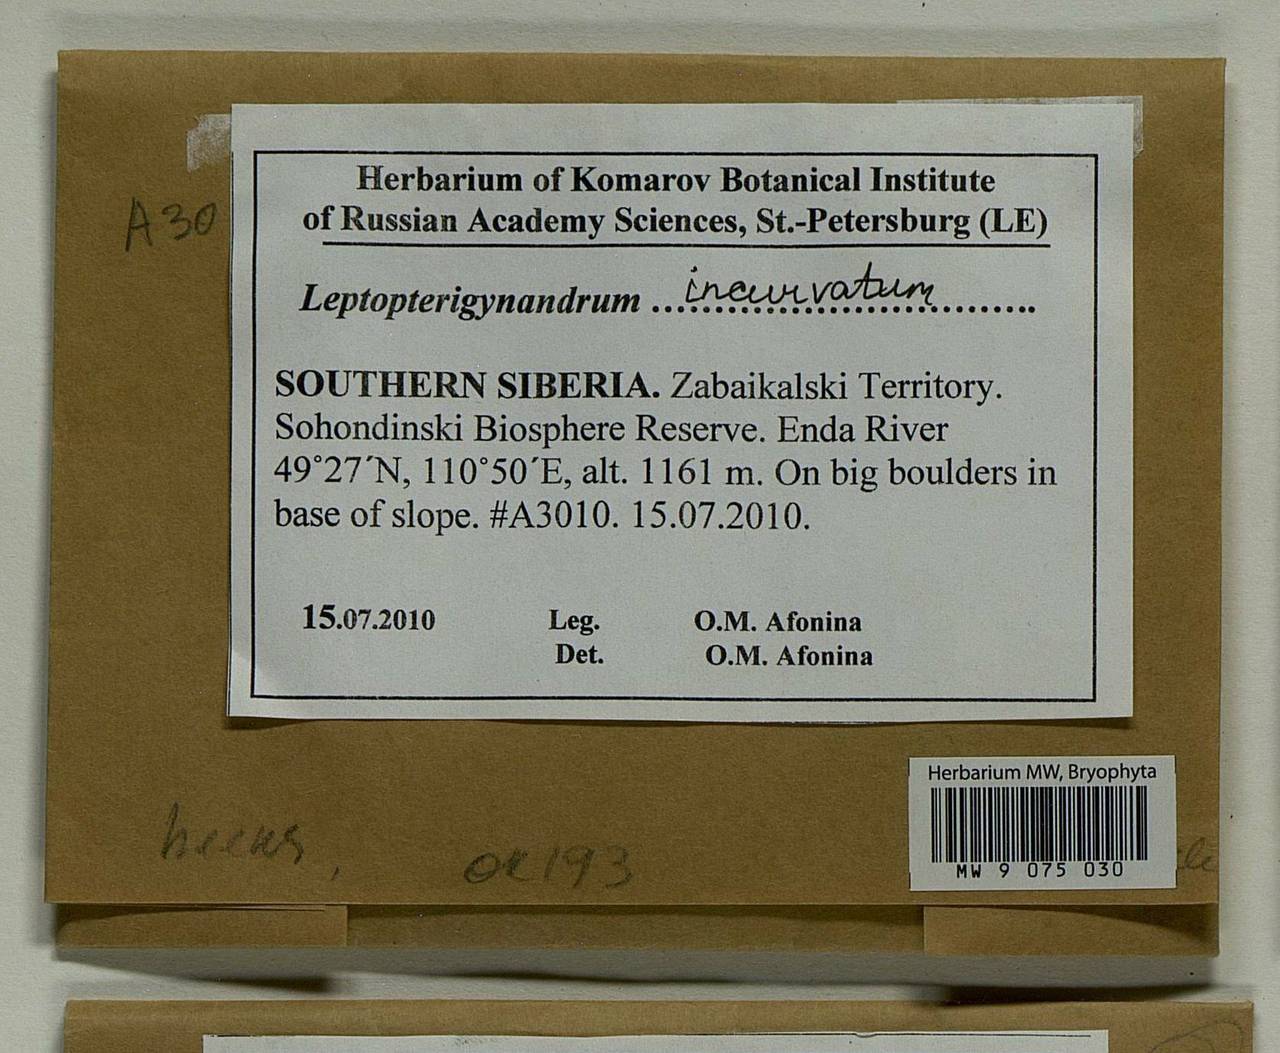 Herbarium of Komarov Botanical Institute
of Russian Academy Sciences, St.-Petersburg (LE)
A30
Leptopterigynandrum ...incurvatum...........
SOUTHERN SIBERIA. Zabaikalski Territory.
Sohondinski Biosphere Reserve. Enda River
49°27´N, 110°50´E, alt. 1161 m. On big boulders in
base of slope. #A3010. 15.07.2010.
15.07.2010 Leg. O.M. Afonina
Det. O.M. Afonina
Herbarium MW, Bryophyta
MW 9 075 030
ok193